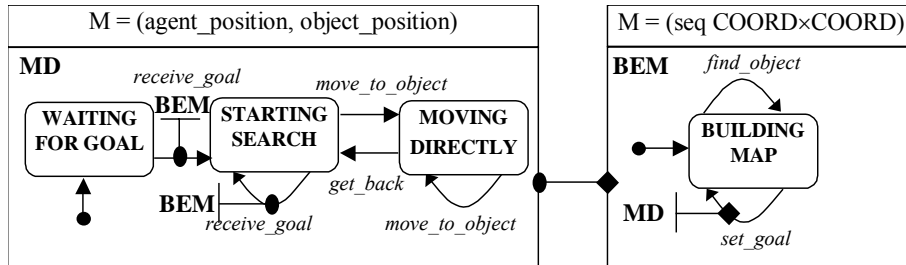 M = (agent_position, object_position)
MD
receive_goal
BEM
WAITING
FOR GOAL
STARTING
SEARCH
move_to_object
MOVING
DIRECTLY
get_back
BEM
receive_goal
move_to_object
M = (seq COORD×COORD)
BEM
find_object
BUILDING
MAP
MD
set_goal